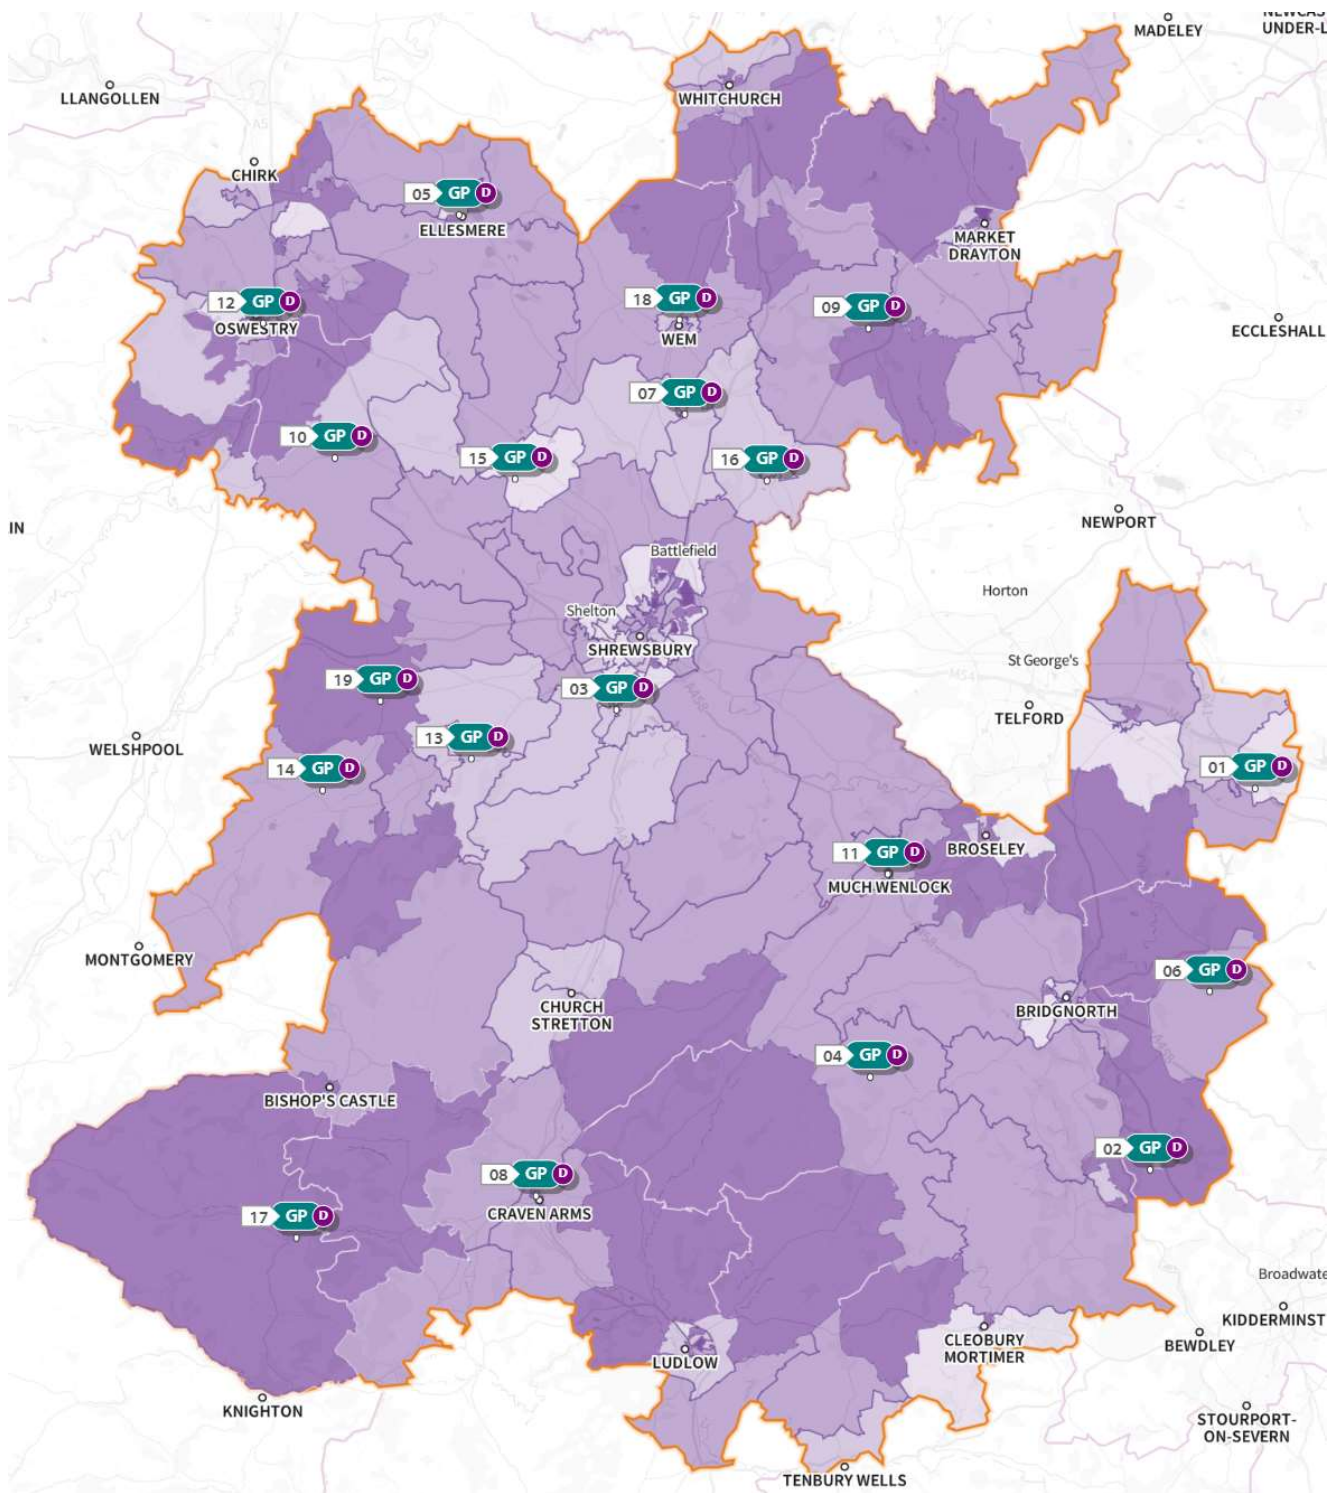 NEWCAS
UNDER-L
MADELEY
LLANGOLLEN
WHITCHURCH
A5
CHIRK
05 GP D
ELLESMERE
MARKET
DRAYTON
12 GP D
OSWESTRY
18 GP D
WEM
09 GP D
ECCLESHALL
07 GP D
10 GP D
15 GP D
16 GP D
IN
NEWPORT
Battlefield
Horton
Shelton
SHREWSBURY
St George's
M54
19 GP D
03 GP D
A458
TELFORD
WELSHPOOL
13 GP D
14 GP D
01 GP D
11 GP D
BROSELEY
MUCH WENLOCK
MONTGOMERY
06 GP D
CHURCH
STRETTON
BRIDGNORTH
04 GP D
BISHOP'S CASTLE
02 GP D
08 GP D
CRAVEN ARMS
17 GP D
Broadwate
KIDDERMINST
CLEOBURY
MORTIMER
BEWDLEY
LUDLOW
KNIGHTON
STOURPORT-
ON-SEVERN
TENBURY WELLS